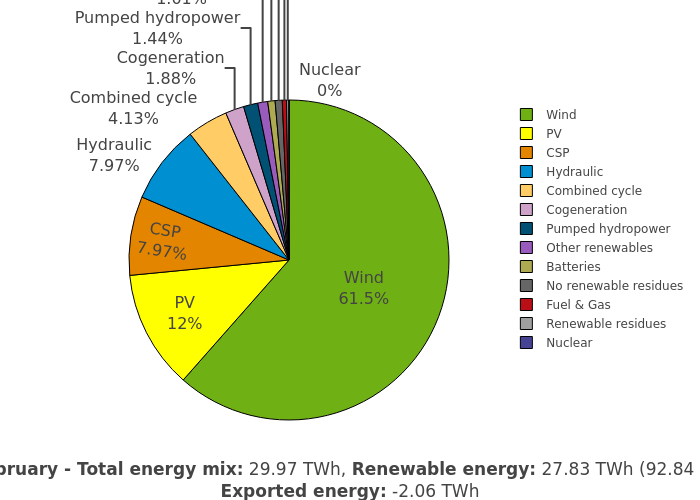 Pumped hydropower
1.44%
Cogeneration
1.88%
Combined cycle
4.13%
Hydraulic
7.97%
Nuclear
0%
CSP
7.97%
PV
12%
Wind
61.5%
Wind
PV
CSP
Hydraulic
Combined cycle
Cogeneration
Pumped hydropower
Other renewables
Batteries
No renewable residues
Fuel & Gas
Renewable residues
Nuclear
- Total energy mix: 29.97 TWh, Renewable energy: 27.83 TWh (92.84
Exported energy: -2.06 TWh